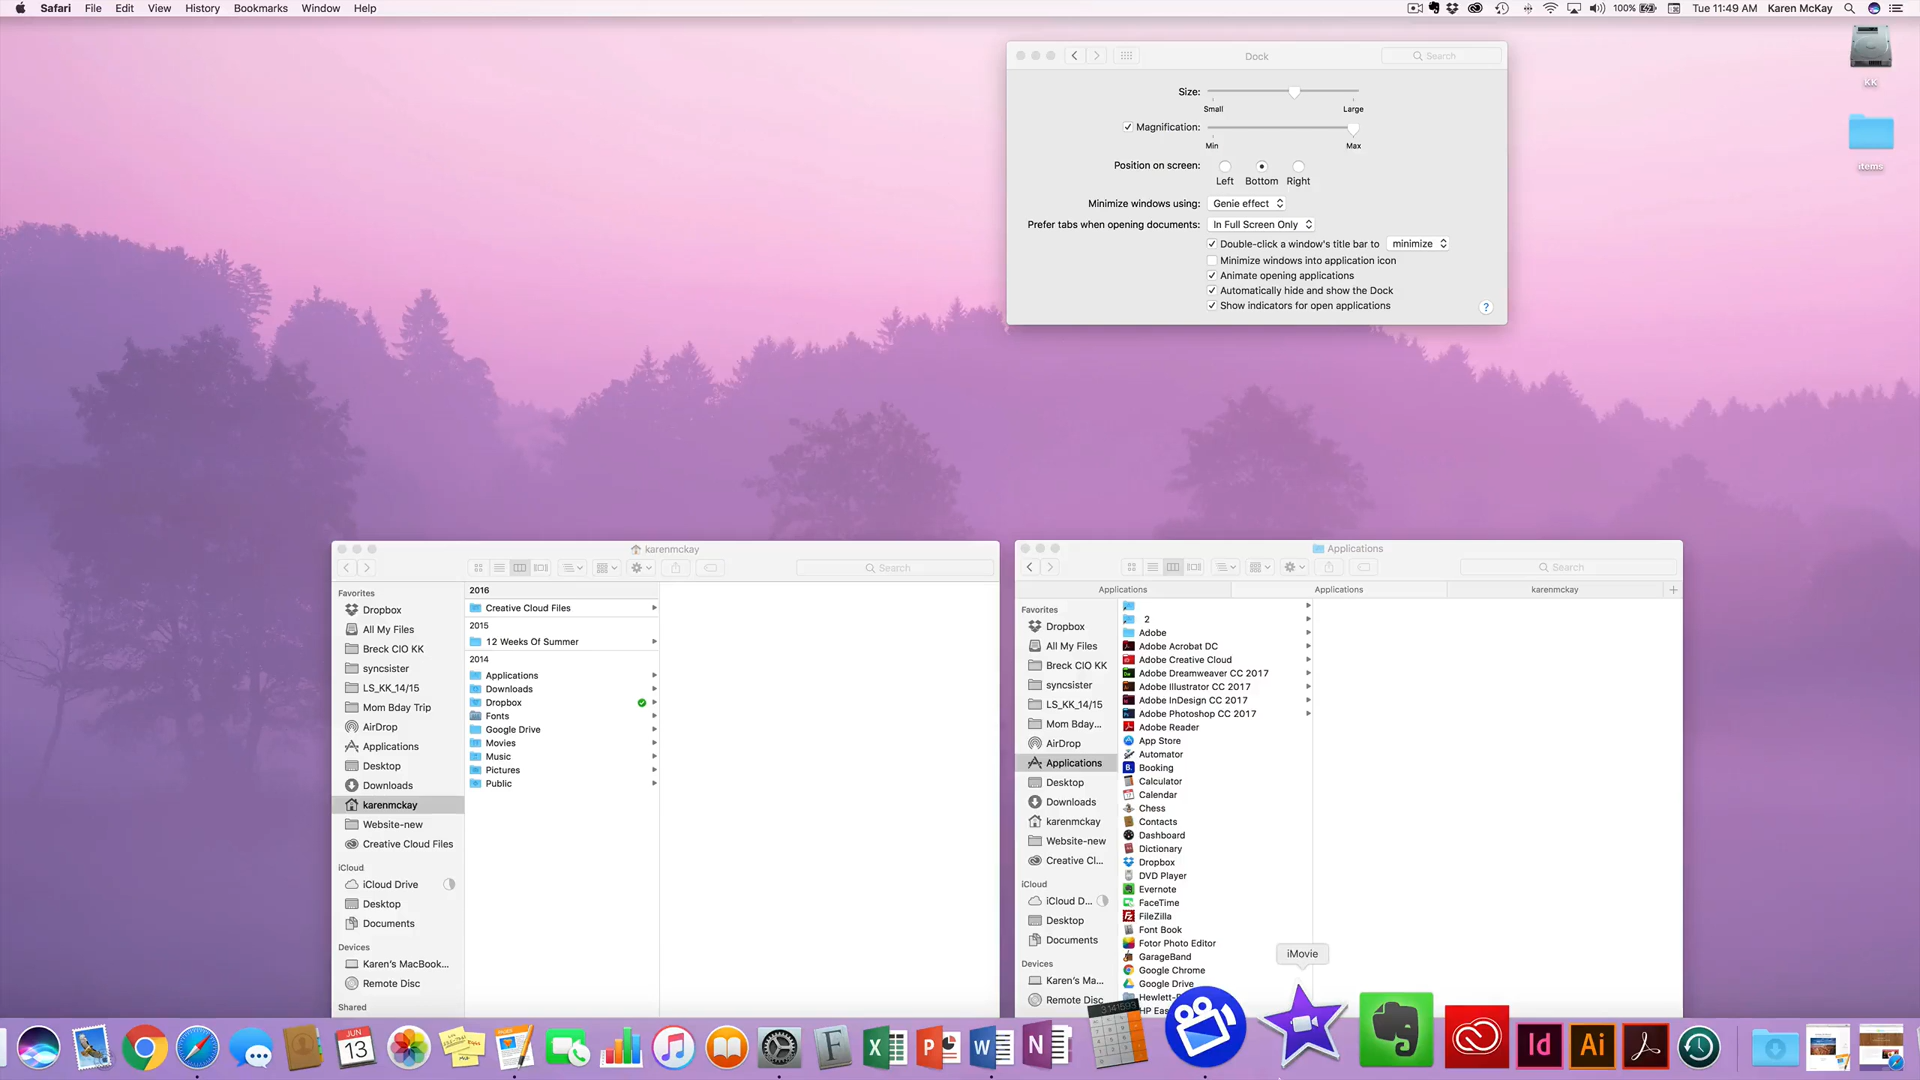 Safari File Edit View History Bookmarks Window Help
100% Tue 11:49 AM Karen McKay
kk
items
Dock
Search
Size:
Small Large
Magnification:
Min Max
Position on screen:
Left Bottom Right
Minimize windows using: Genie effect
Prefer tabs when opening documents: In Full Screen Only
Double-click a window's title bar to minimize
Minimize windows into application icon
Animate opening applications
Automatically hide and show the Dock
Show indicators for open applications
?
karenmckay
Search
Favorites
Dropbox
All My Files
Breck CIO KK
syncsister
LS_KK_14/15
Mom Bday Trip
AirDrop
Applications
Desktop
Downloads
karenmckay
Website-new
Creative Cloud Files
iCloud
iCloud Drive
Desktop
Documents
Devices
Karen's MacBook...
Remote Disc
Shared
2016
Creative Cloud Files
2015
12 Weeks Of Summer
2014
Applications
Downloads
Dropbox
Fonts
Google Drive
Movies
Music
Pictures
Public
Applications
Search
Applications Applications karenmckay
Favorites
Dropbox
All My Files
Breck CIO KK
syncsister
LS_KK_14/15
Mom Bday...
AirDrop
Applications
Desktop
Downloads
karenmckay
Website-new
Creative Cl...
iCloud
iCloud D...
Desktop
Documents
Devices
Karen's Ma...
Remote Disc
2
Adobe
Adobe Acrobat DC
Adobe Creative Cloud
Adobe Dreamweaver CC 2017
Adobe Illustrator CC 2017
Adobe InDesign CC 2017
Adobe Photoshop CC 2017
Adobe Reader
App Store
Automator
Booking
Calculator
Calendar
Chess
Contacts
Dashboard
Dictionary
Dropbox
DVD Player
Evernote
FaceTime
FileZilla
Font Book
Fotor Photo Editor
GarageBand
Google Chrome
Google Drive
Hewlett-P
HP Eas
iMovie
JUN
13
F
X
P
W
N
3.141593
Id
Ai